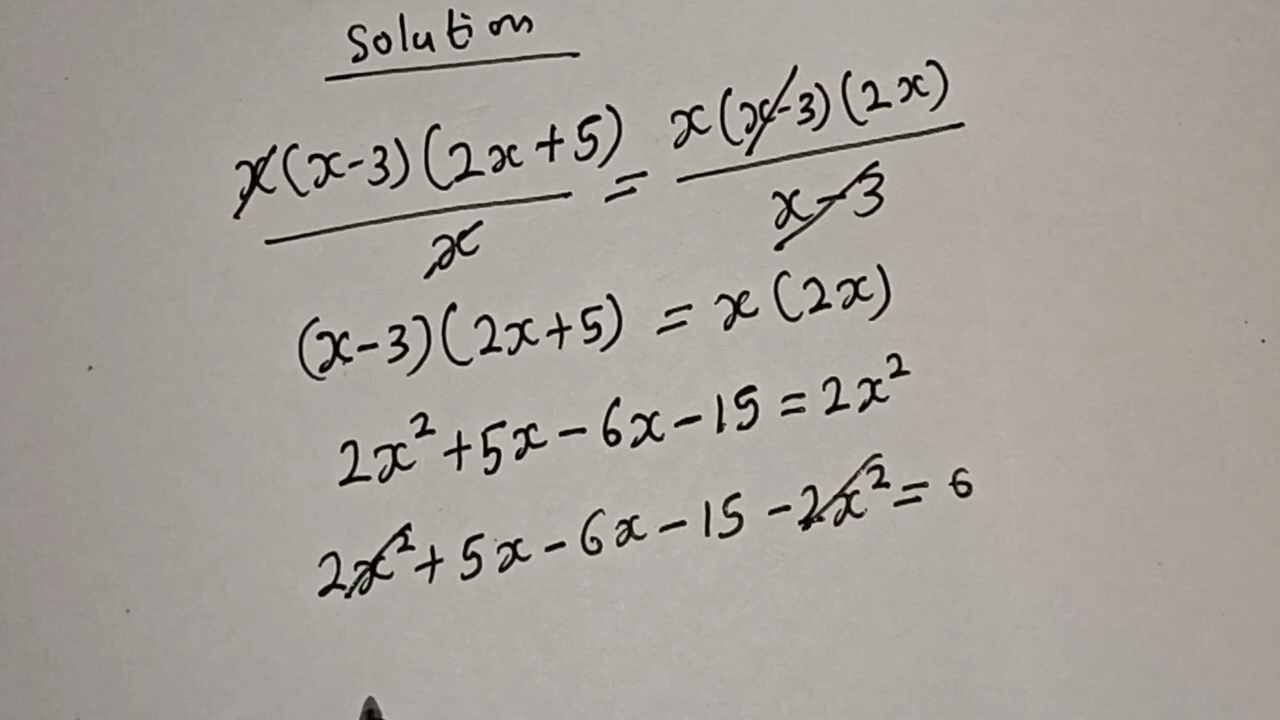 Solution
x(x-3)(2x+5) / x = x(x-3)(2x) / x-3
(x-3)(2x+5) = x(2x)
2x² + 5x - 6x - 15 = 2x²
2x² + 5x - 6x - 15 - 2x² = 0